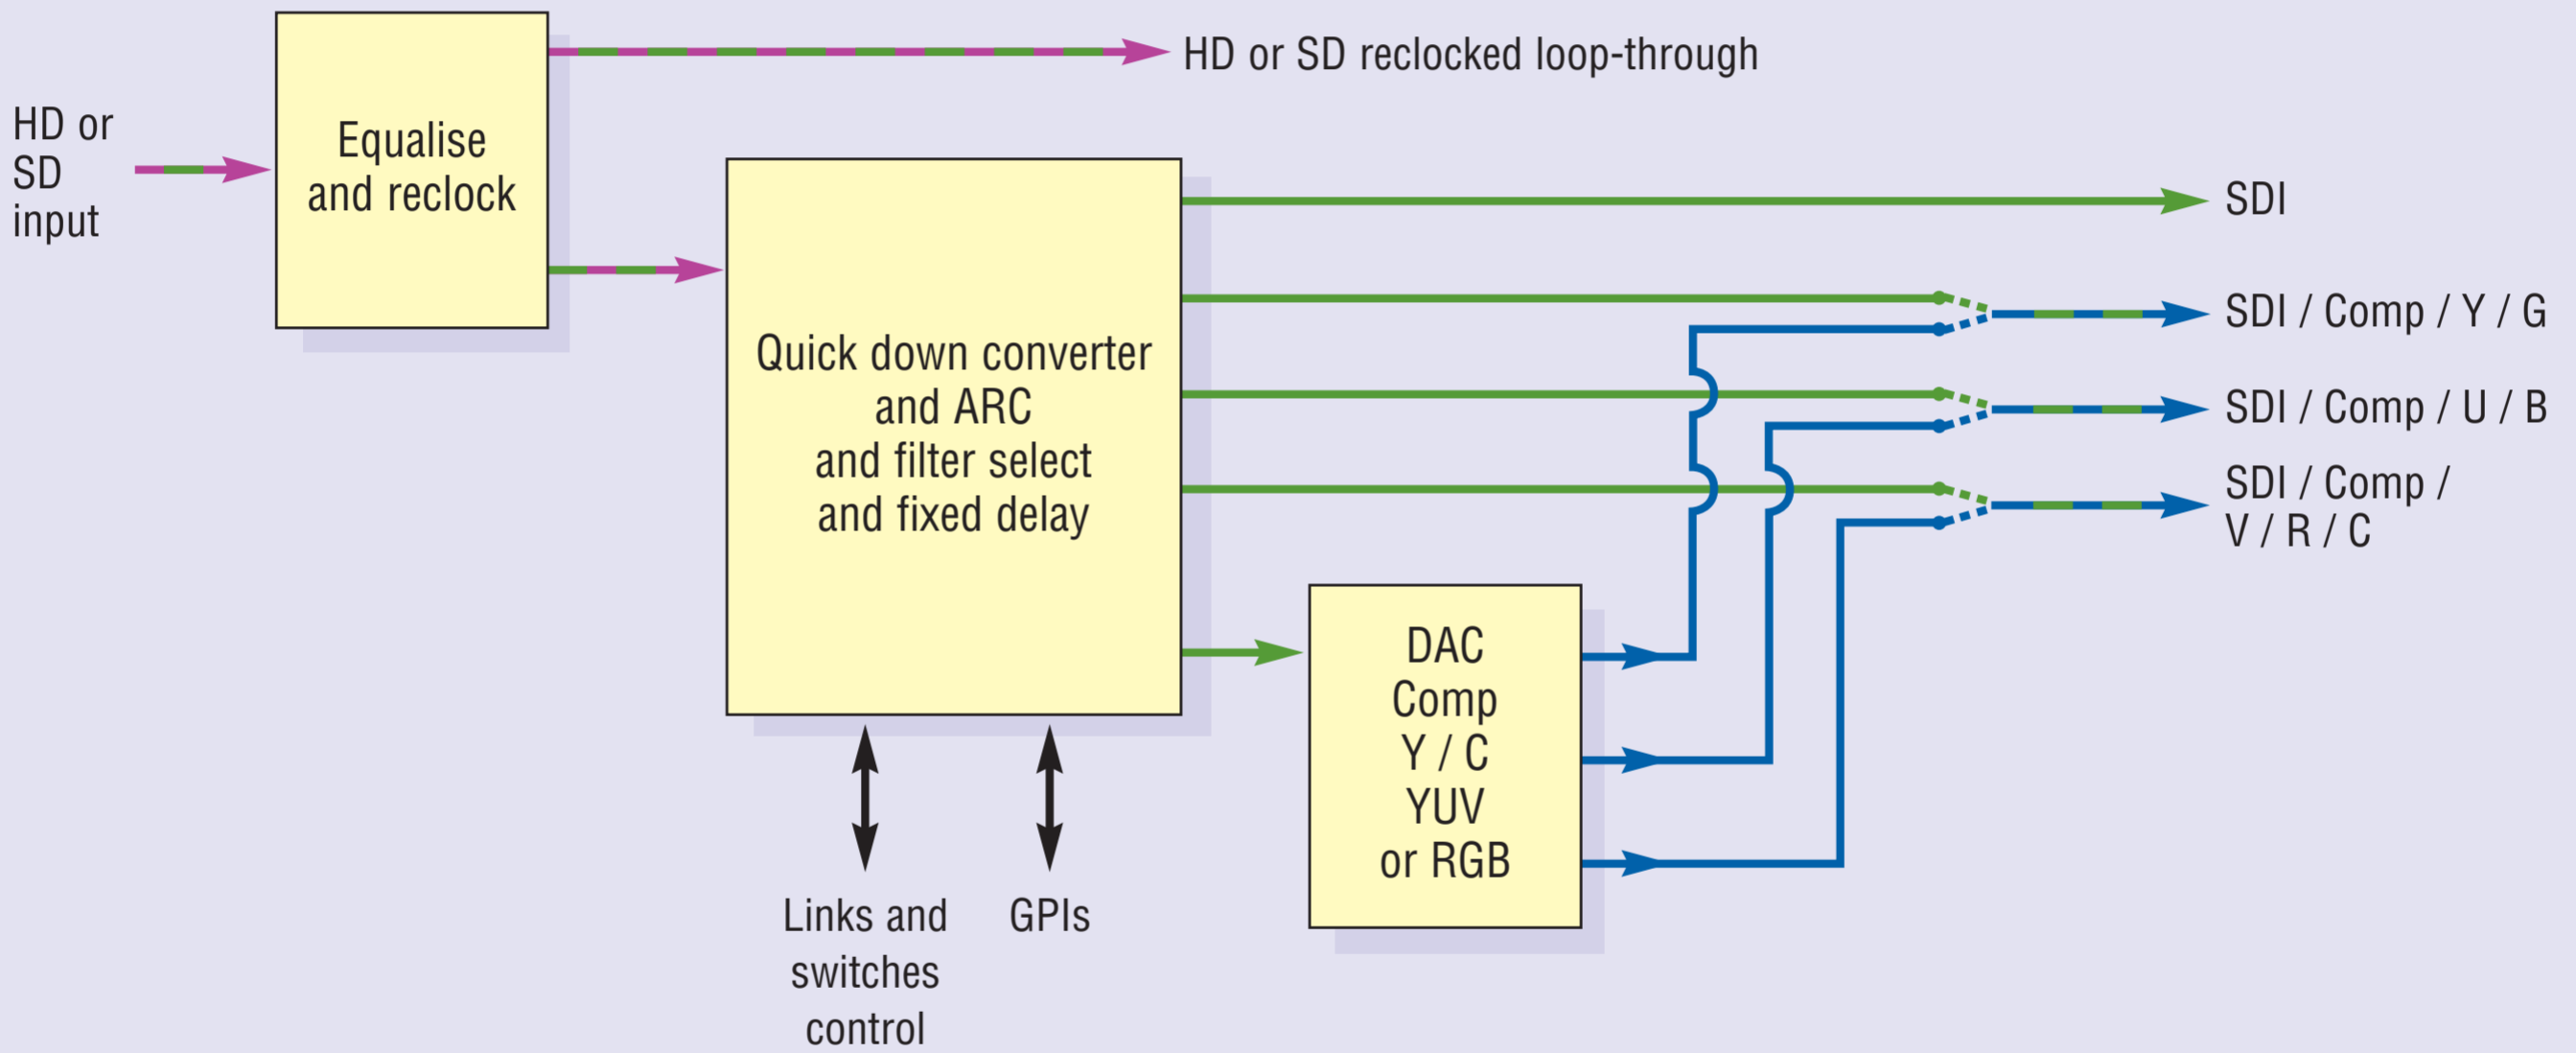 HD or SD reclocked loop-through
HD or
SD
input
Equalise
and reclock
Quick down converter
and ARC
and filter select
and fixed delay
SDI
SDI / Comp / Y / G
SDI / Comp / U / B
SDI / Comp /
V / R / C
DAC
Comp
Y / C
YUV
or RGB
Links and
switches
control
GPIs